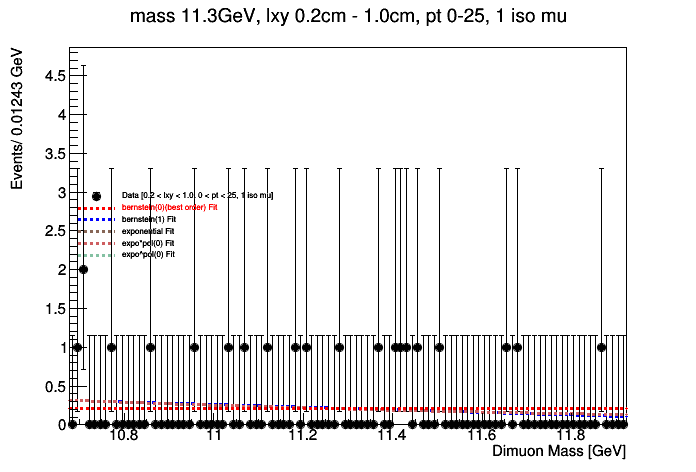 mass 11.3GeV, lxy 0.2cm - 1.0cm, pt 0-25, 1 iso mu
Events/ 0.01243 GeV
4.5
4
3.5
3
2.5
2
1.5
1
0.5
0
Data [0.2 < lxy < 1.0, 0 < pt < 25, 1 iso mu]
bernstein(0)(best order) Fit
bernstein(1) Fit
exponential Fit
expo*pol(0) Fit
expo^pol(0) Fit
10.8 11 11.2 11.4 11.6 11.8
Dimuon Mass [GeV]